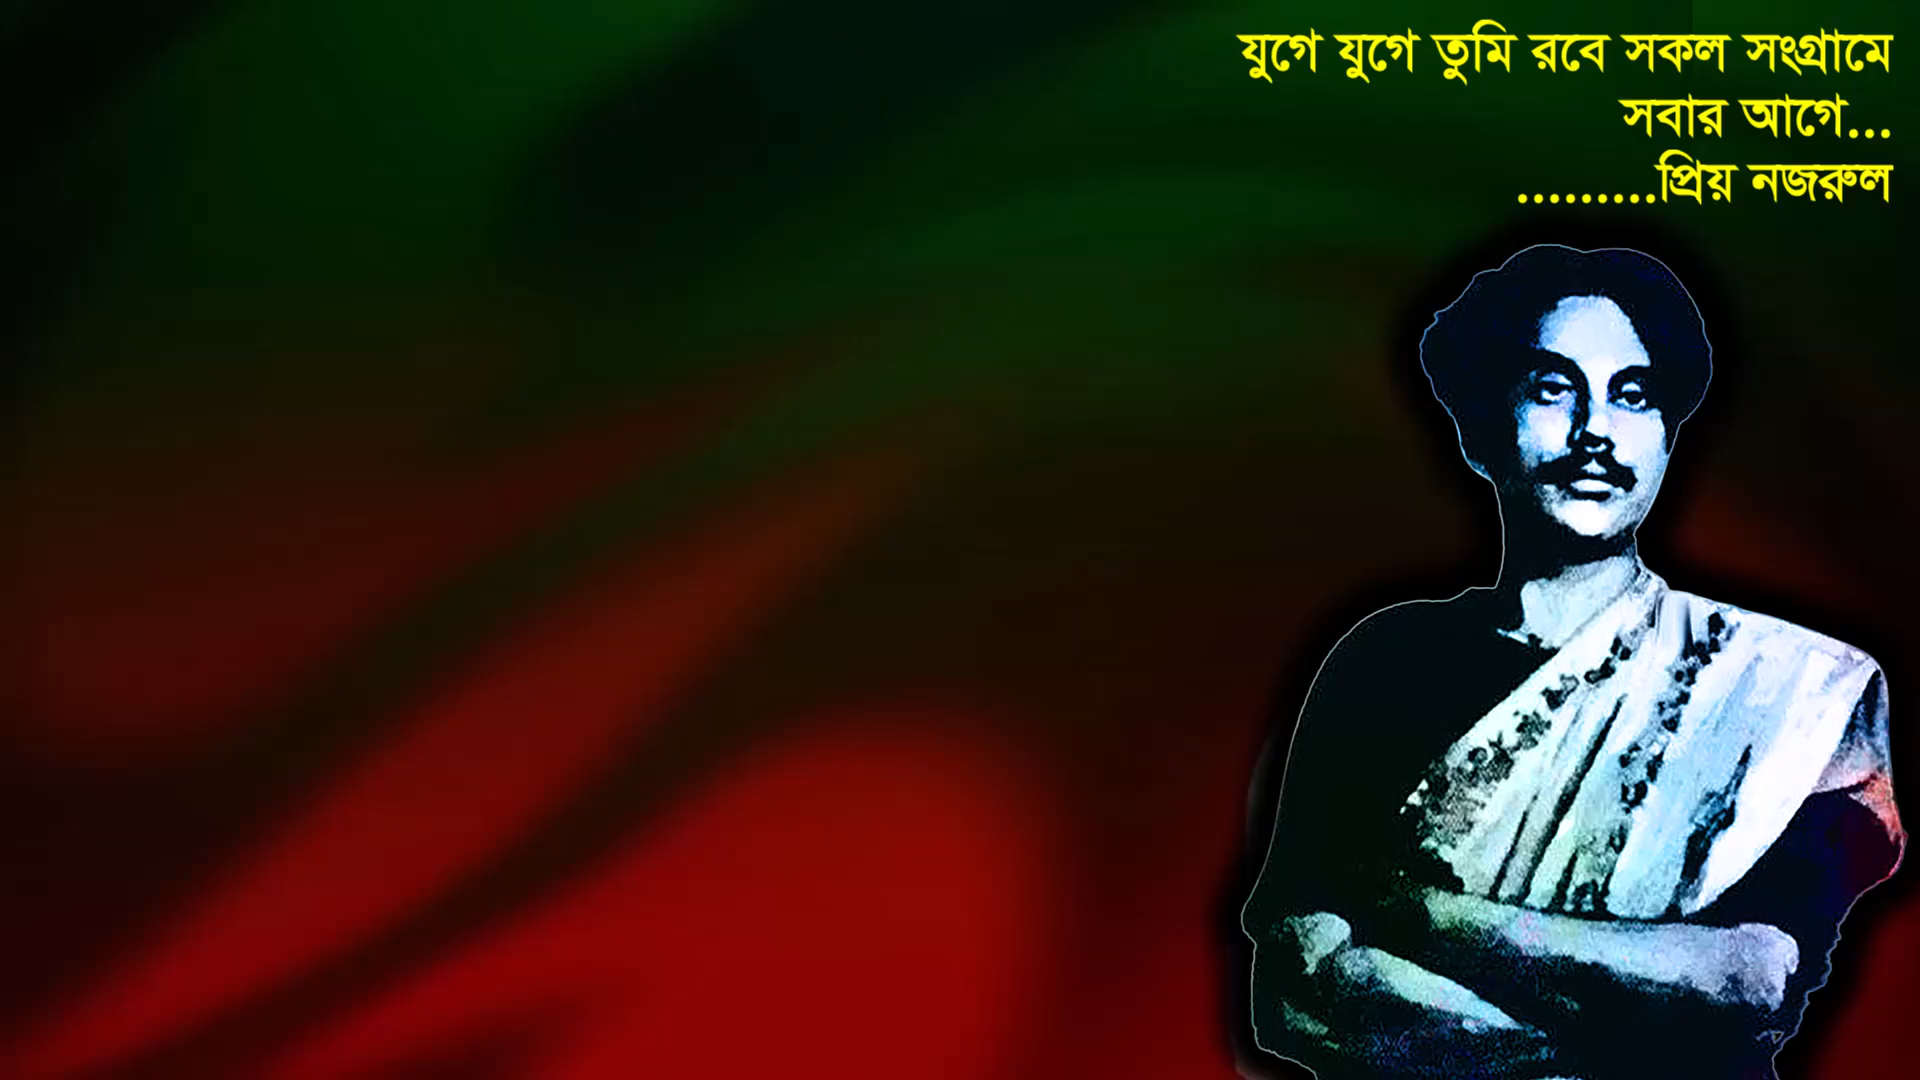 যুগে যুগে তুমি রবে সকল সংগ্রামে
সবার আগে...
.........প্রিয় নজরুল